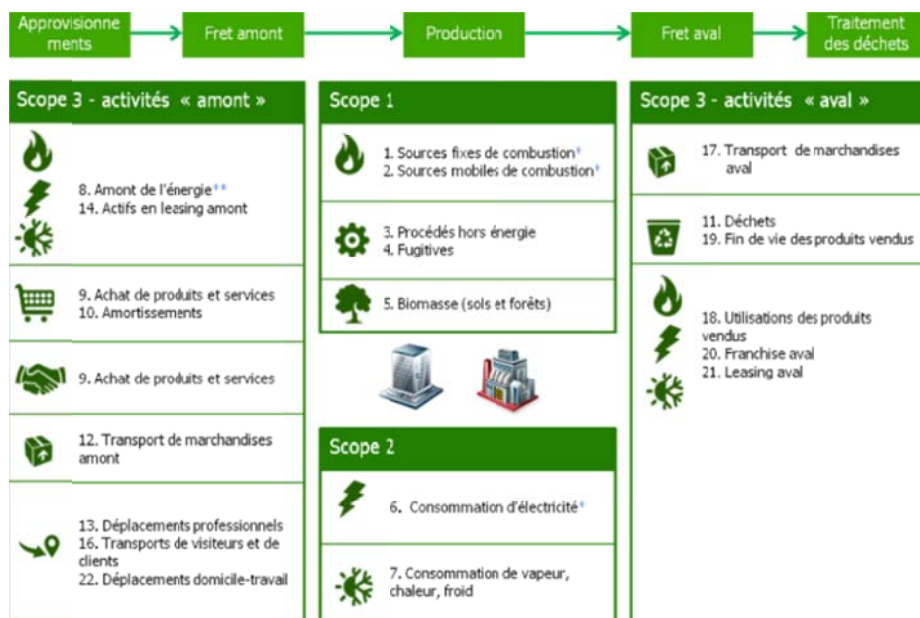 Approvisionne
ments
Fret amont
Production
Fret aval
Traitement
des déchets
Scope 3 - activités « amont »
8. Amont de l'énergie**
14. Actifs en leasing amont
9. Achat de produits et services
10. Amortissements
9. Achat de produits et services
12. Transport de marchandises
amont
13. Déplacements professionnels
16. Transports de visiteurs et de
clients
22. Déplacements domicile-travail
Scope 1
1. Sources fixes de combustion*
2. Sources mobiles de combustion*
3. Procédés hors énergie
4. Fugitives
5. Biomasse (sols et forêts)
Scope 2
6. Consommation d'électricité*
7. Consommation de vapeur,
chaleur, froid
Scope 3 - activités « aval »
17. Transport de marchandises
aval
11. Déchets
19. Fin de vie des produits vendus
18. Utilisations des produits
vendus
20. Franchise aval
21. Leasing aval